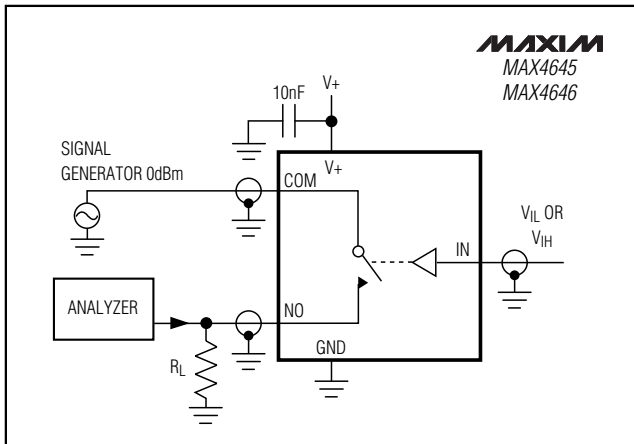 MAXIM
MAX4645
MAX4646
10nF
V+
V+
SIGNAL
GENERATOR 0dBm
COM
VIL OR
VIH
IN
ANALYZER
NO
GND
RL